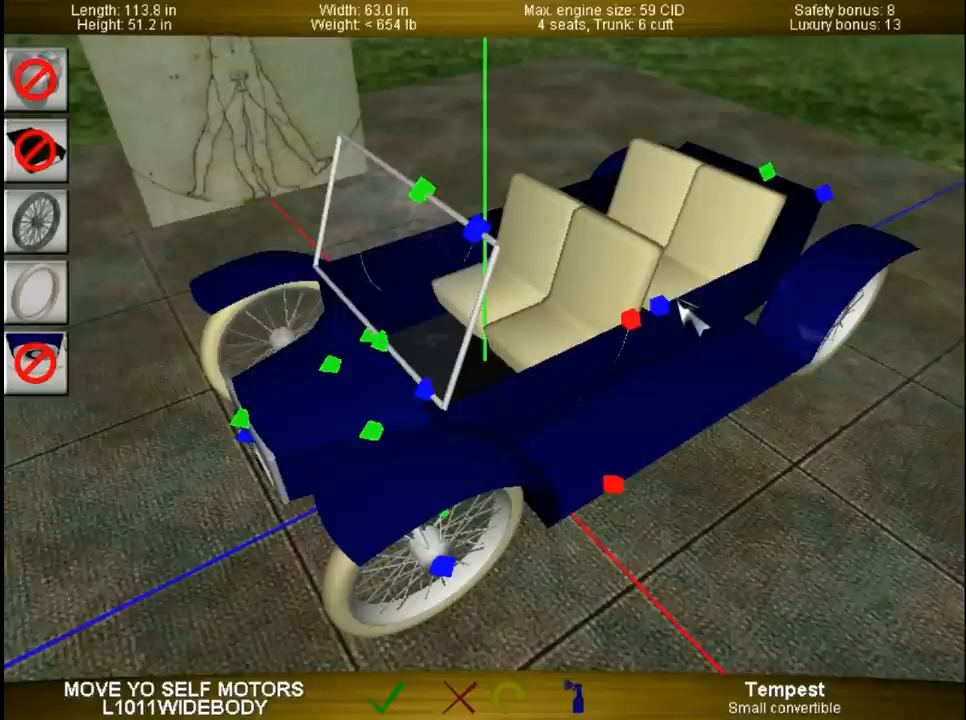 Length: 113.8 in Width: 63.0 in Max. engine size: 59 CID Safety bonus: 8
Height: 51.2 in Weight: < 654 lb 4 seats, Trunk: 6 cuft Luxury bonus: 13
MOVE YO SELF MOTORS Tempest
L1011WIDEBODY Small convertible